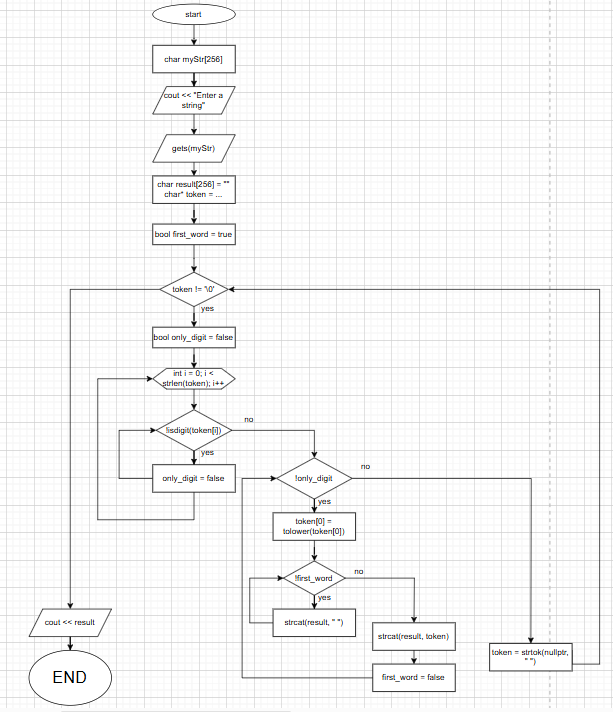 start
char myStr[256]
cout << "Enter a
string"
gets(myStr)
char result[256] = ""
char* token = ...
bool first_word = true
token != '\0'
yes
bool only_digit = false
int i = 0; i <
strlen(token); i++
!isdigit(token[i])
no
yes
only_digit = false
!only_digit
no
yes
token[0] =
tolower(token[0])
!first_word
no
yes
strcat(result, " ")
strcat(result, token)
first_word = false
token = strtok(nullptr,
" ")
cout << result
END